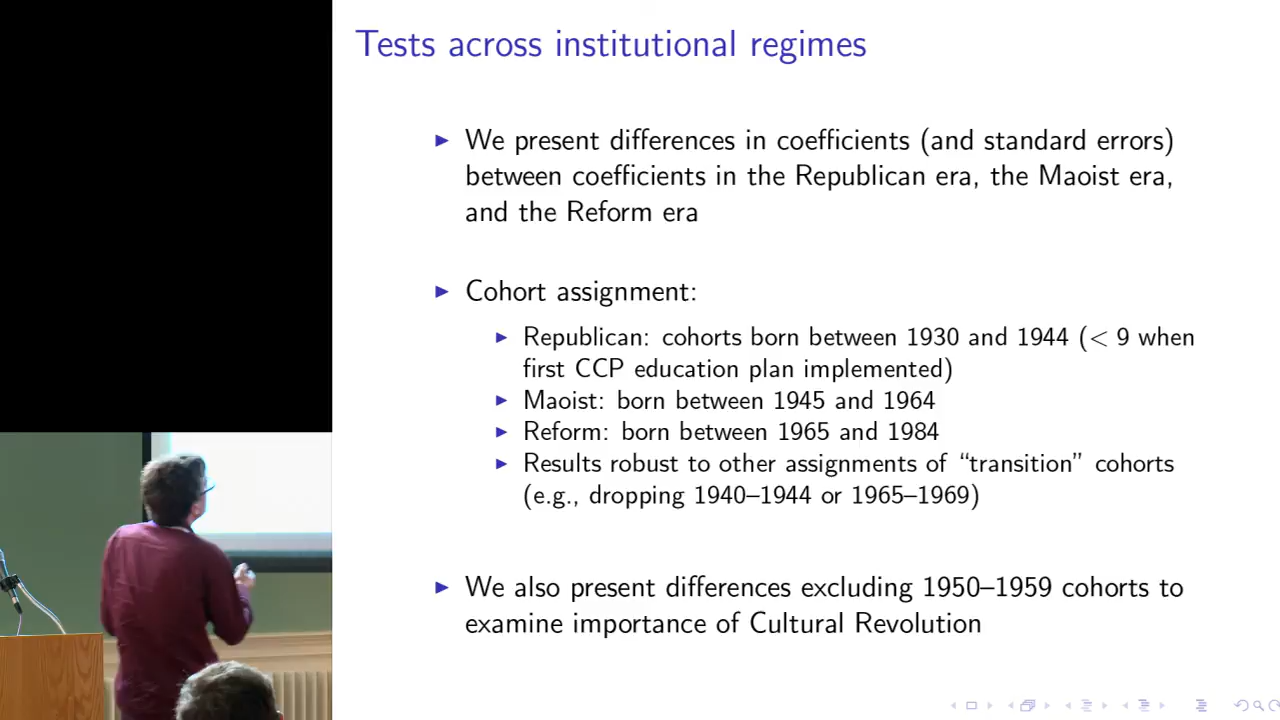 Tests across institutional regimes
We present differences in coefficients (and standard errors)
between coefficients in the Republican era, the Maoist era,
and the Reform era
Cohort assignment:
Republican: cohorts born between 1930 and 1944 (< 9 when
first CCP education plan implemented)
Maoist: born between 1945 and 1964
Reform: born between 1965 and 1984
Results robust to other assignments of “transition” cohorts
(e.g., dropping 1940–1944 or 1965–1969)
We also present differences excluding 1950–1959 cohorts to
examine importance of Cultural Revolution